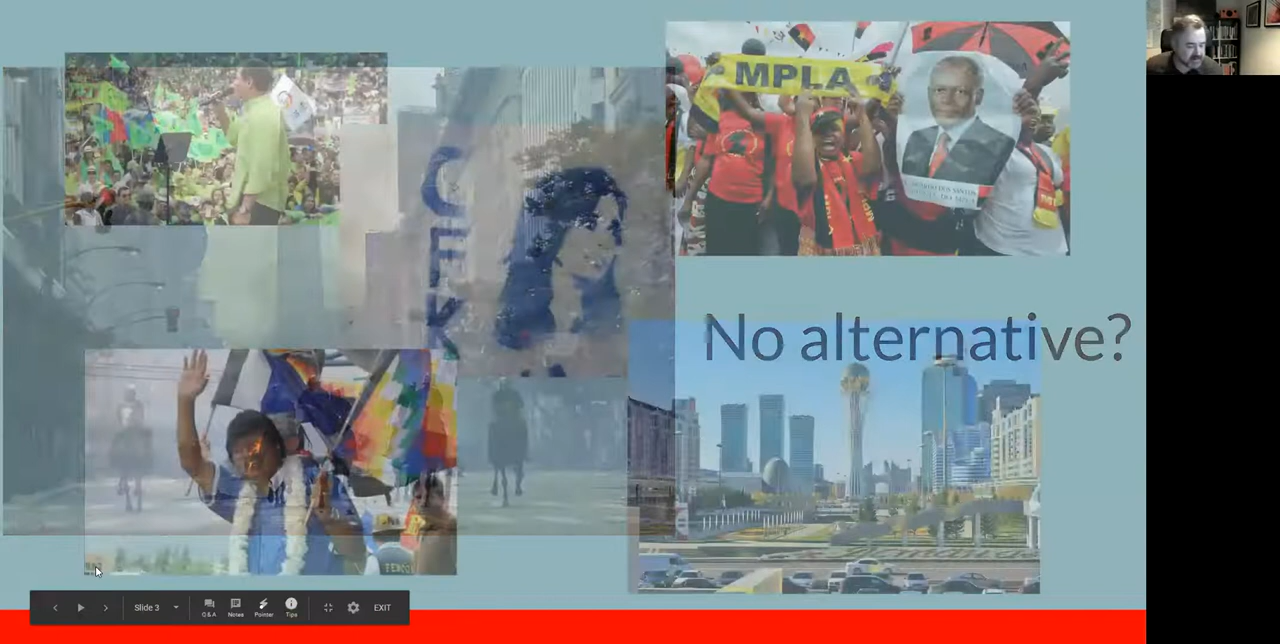 MPLA
CFK
No alternative?
Slide 3
Q & A
Notes
Pointer
Tips
EXIT